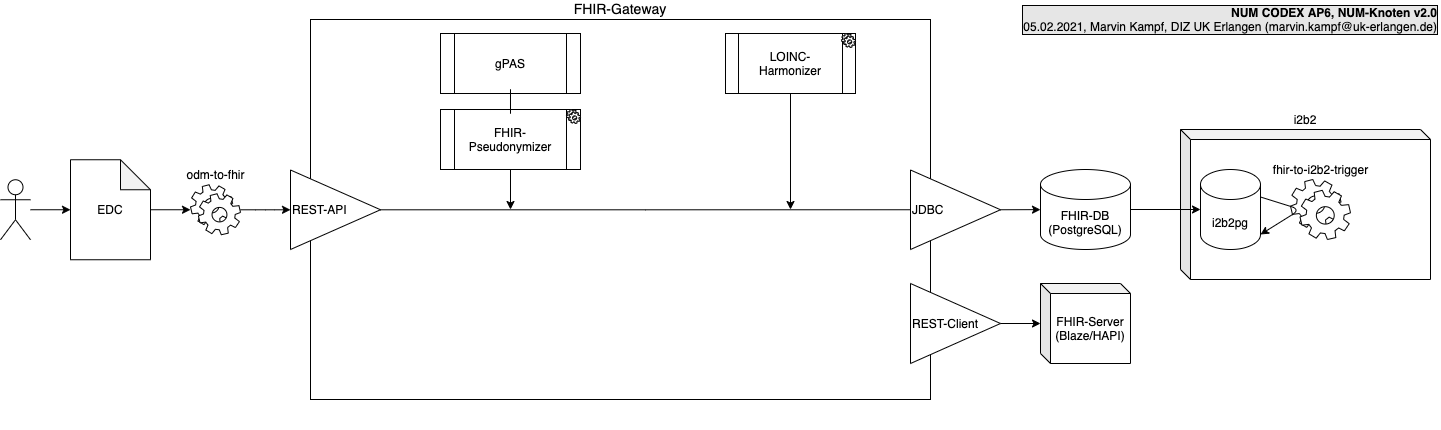 FHIR-Gateway
NUM CODEX AP6, NUM-Knoten v2.0
05.02.2021, Marvin Kampf, DIZ UK Erlangen (marvin.kampf@uk-erlangen.de)
gPAS
LOINC-
Harmonizer
FHIR-
Pseudonymizer
i2b2
odm-to-fhir
fhir-to-i2b2-trigger
EDC
REST-API
JDBC
FHIR-DB
(PostgreSQL)
i2b2pg
REST-Client
FHIR-Server
(Blaze/HAPI)